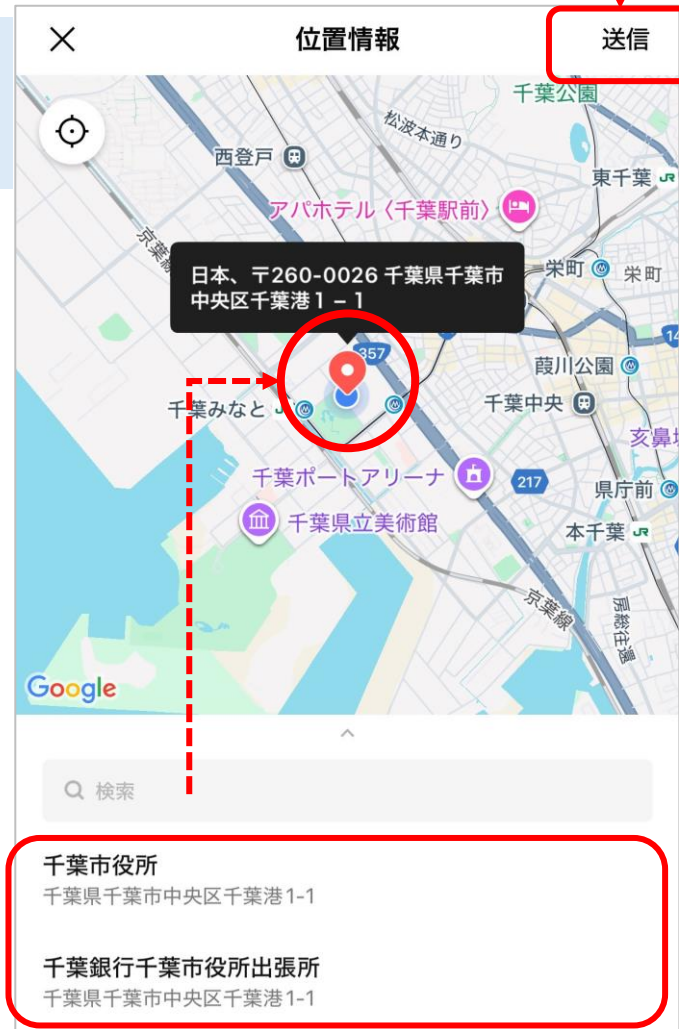 位置情報
送信
千葉公園
松波本通り
西登戸
東千葉
アパホテル〈千葉駅前〉
京葉線
日本、〒260-0026 千葉県千葉市
中央区千葉港１−１
栄町
栄町
357
葭川公園
千葉みなと
千葉中央
千葉ポートアリーナ
217
県庁前
千葉県立美術館
本千葉
京葉線
房総往還
Google
検索
千葉市役所
千葉県千葉市中央区千葉港1-1
千葉銀行千葉市役所出張所
千葉県千葉市中央区千葉港1-1